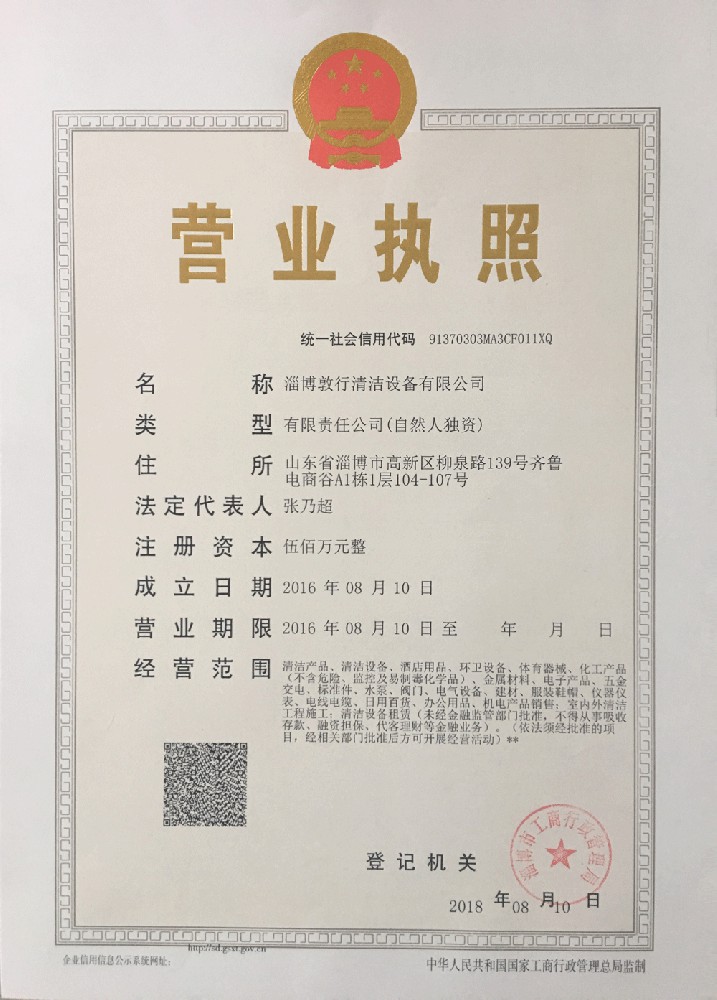 营业执照
统一社会信用代码 91370303MA3CF011XQ
名称 淄博敦行清洁设备有限公司
类型 有限责任公司(自然人独资)
住所 山东省淄博市高新区柳泉路139号齐鲁
电商谷A1栋1层104-107号
法定代表人 张乃超
注册资本 伍佰万元整
成立日期 2016 年 08 月 10 日
营业期限 2016 年 08 月 10 日 至 年 月 日
经营范围 清洁产品、清洁设备、酒店用品、环卫设备、体育器械、化工产品
（不含危险、监控及易制毒化学品）、金属材料、电子产品、五金
交电、标准件、水泵、阀门、电气设备、建材、服装鞋帽、仪器仪
表、电线电缆、日用百货、办公用品、机电产品销售；室内外清洁
工程施工；清洁设备租赁（未经金融监管部门批准，不得从事吸收
存款、融资担保、代客理财等金融业务）。（依法须经批准的项
目，经相关部门批准后方可开展经营活动）**
淄博市工商行政管理局
登记机关
2018 年 08 月 10 日
http://sd.gsxt.gov.cn
企业信用信息公示系统网址：
中华人民共和国国家工商行政管理总局监制